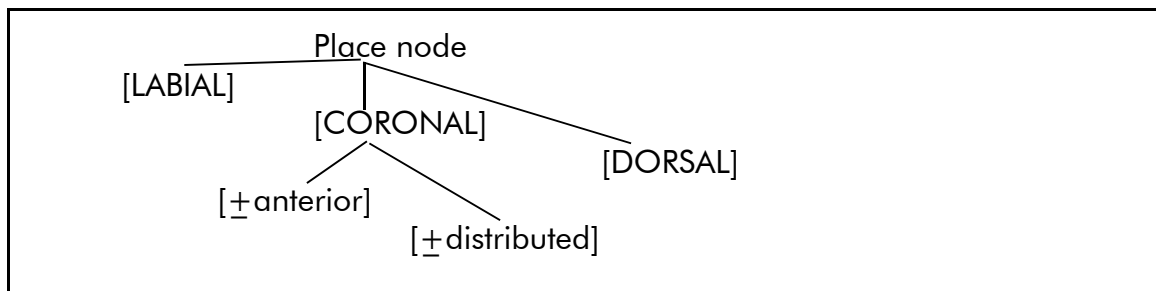 Place node
[LABIAL]
[CORONAL]
[DORSAL]
[±anterior]
[±distributed]